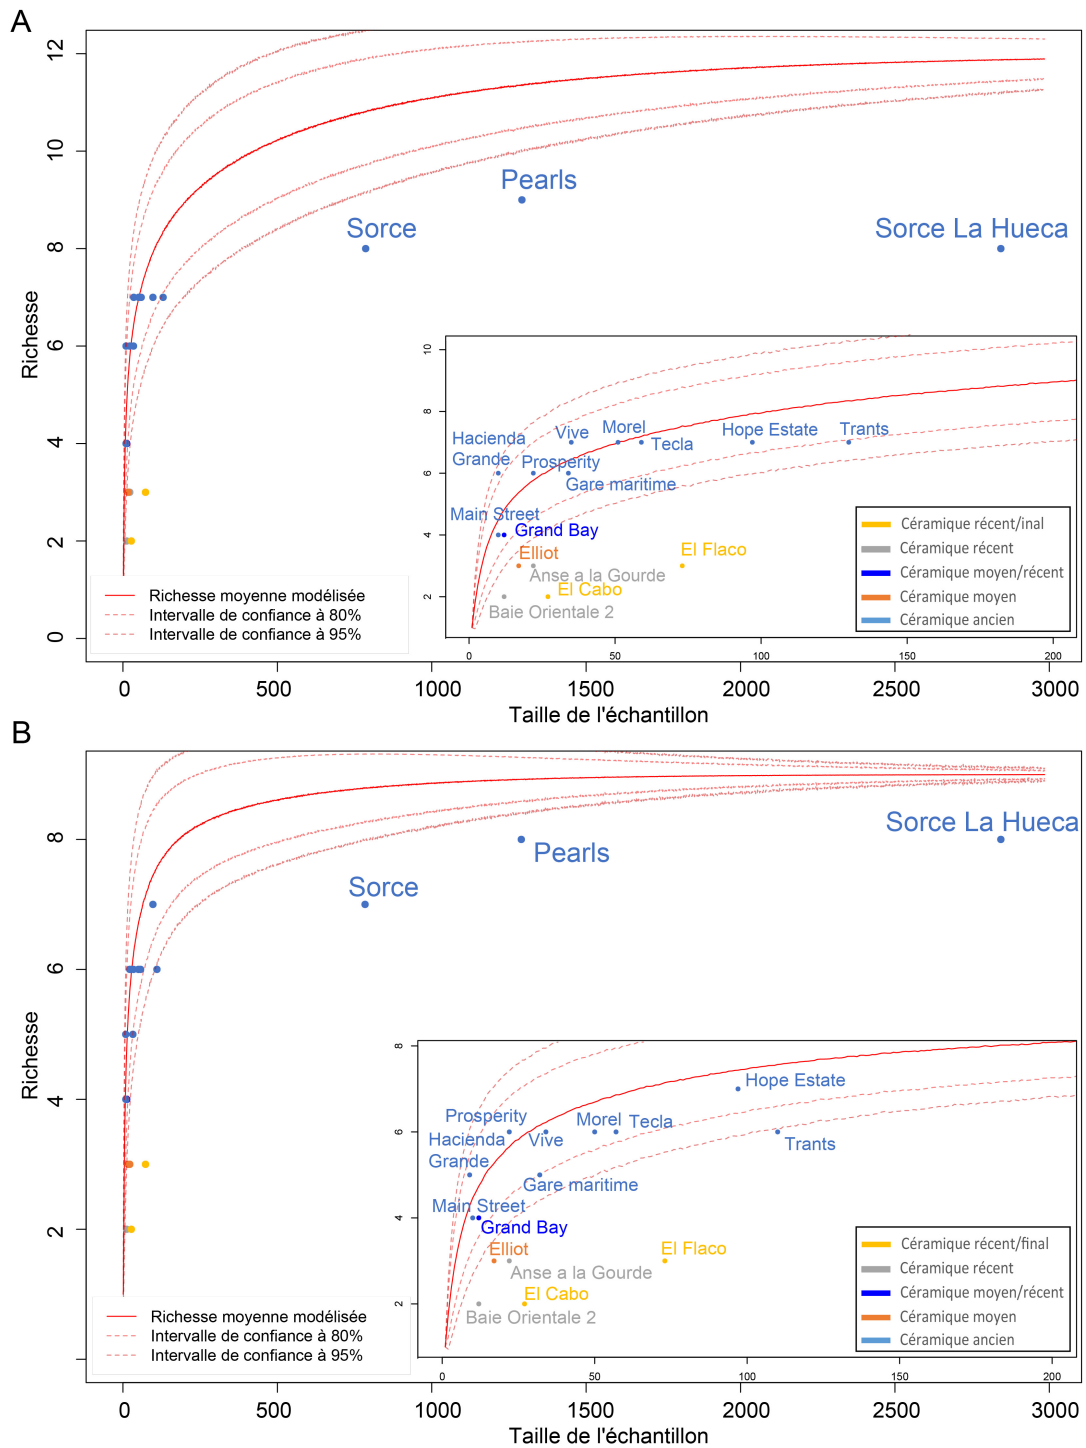 A
12
10
8
6
4
2
0
Richesse
Pearls
Sorce
Sorce La Hueca
10
8
6
4
2
Hacienda
Grande
Vive
Morel
Tecla
Hope Estate
Trants
Prosperity
Gare maritime
Main Street
Grand Bay
Elliot
Anse a la Gourde
El Flaco
El Cabo
Baie Orientale 2
Céramique récent/inal
Céramique récent
Céramique moyen/récent
Céramique moyen
Céramique ancien
0 50 100 150 200
Richesse moyenne modélisée
Intervalle de confiance à 80%
Intervalle de confiance à 95%
0 500 1000 1500 2000 2500 3000
Taille de l'échantillon
B
8
6
4
2
Richesse
Sorce La Hueca
Pearls
Sorce
8
6
4
2
Hope Estate
Prosperity
Morel
Tecla
Hacienda
Grande
Vive
Trants
Gare maritime
Main Street
Grand Bay
Elliot
El Flaco
Anse a la Gourde
El Cabo
Baie Orientale 2
Céramique récent/final
Céramique récent
Céramique moyen/récent
Céramique moyen
Céramique ancien
0 50 100 150 200
Richesse moyenne modélisée
Intervalle de confiance à 80%
Intervalle de confiance à 95%
0 500 1000 1500 2000 2500 3000
Taille de l'échantillon